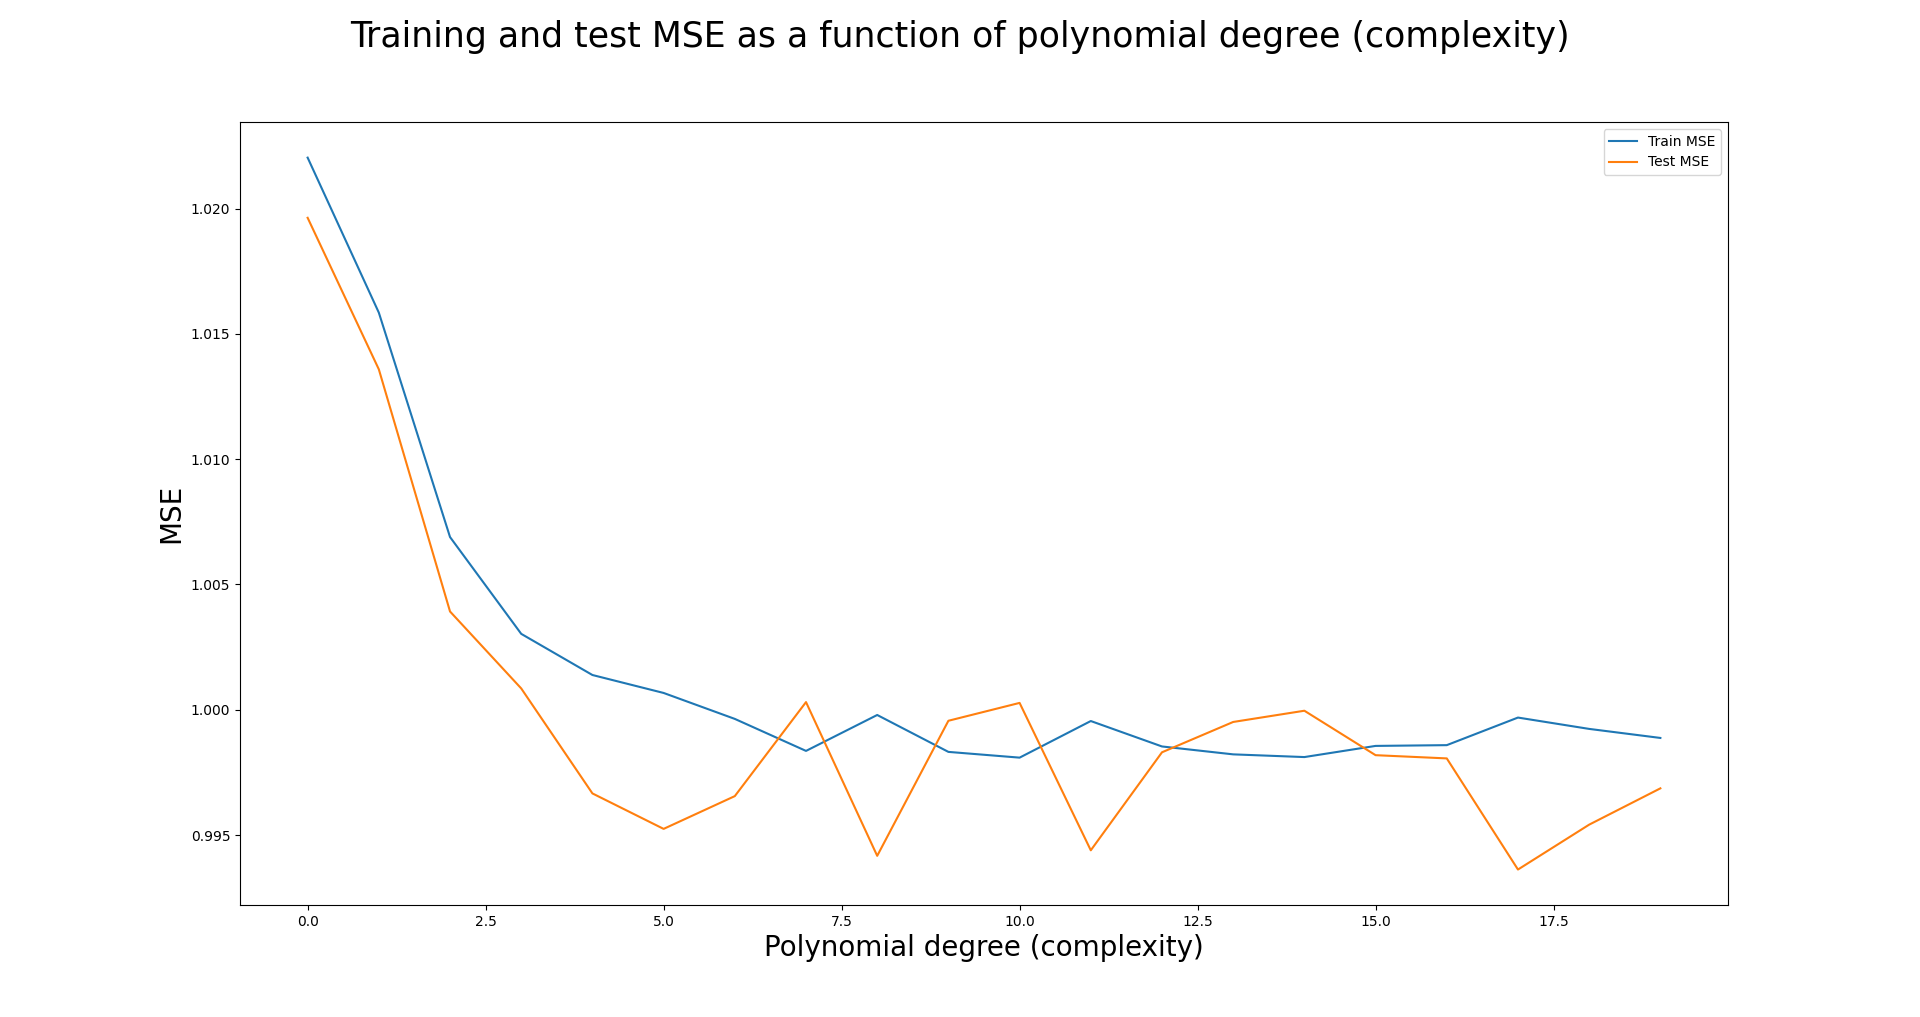 Training and test MSE as a function of polynomial degree (complexity)
Train MSE
Test MSE
1.020
1.015
1.010
1.005
1.000
0.995
MSE
0.0 2.5 5.0 7.5 10.0 12.5 15.0 17.5
Polynomial degree (complexity)